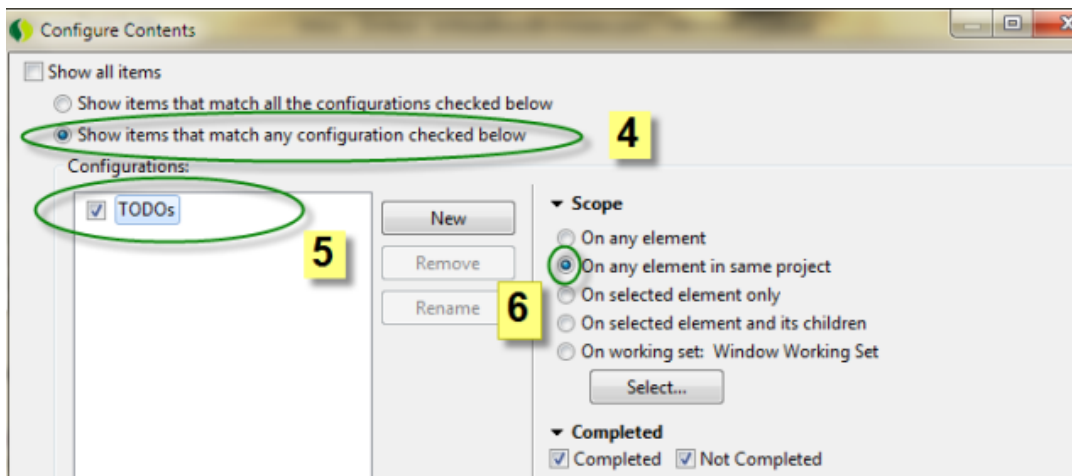 Configure Contents
Show all items
Show items that match all the configurations checked below
Show items that match any configuration checked below
4
Configurations:
TODOs
5
New
Remove
Rename
6
Scope
On any element
On any element in same project
On selected element only
On selected element and its children
On working set: Window Working Set
Select...
Completed
Completed
Not Completed